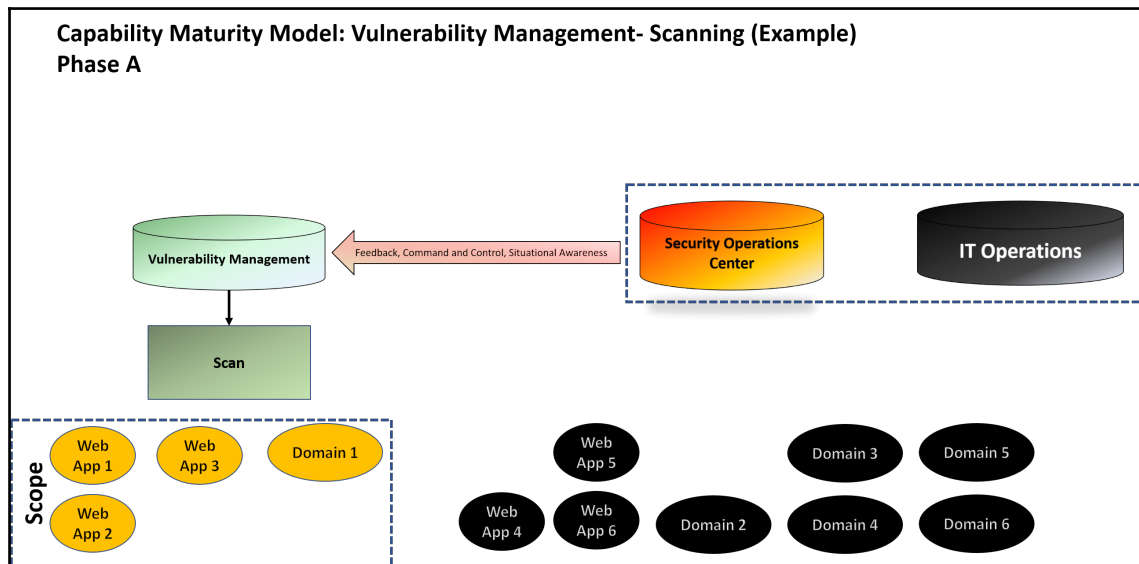 Capability Maturity Model: Vulnerability Management- Scanning (Example)
Phase A
Vulnerability Management
Feedback, Command and Control, Situational Awareness
Security Operations
Center
IT Operations
Scan
Scope
Web
App 1
Web
App 3
Domain 1
Web
App 2
Web
App 5
Domain 3
Domain 5
Web
App 4
Web
App 6
Domain 2
Domain 4
Domain 6